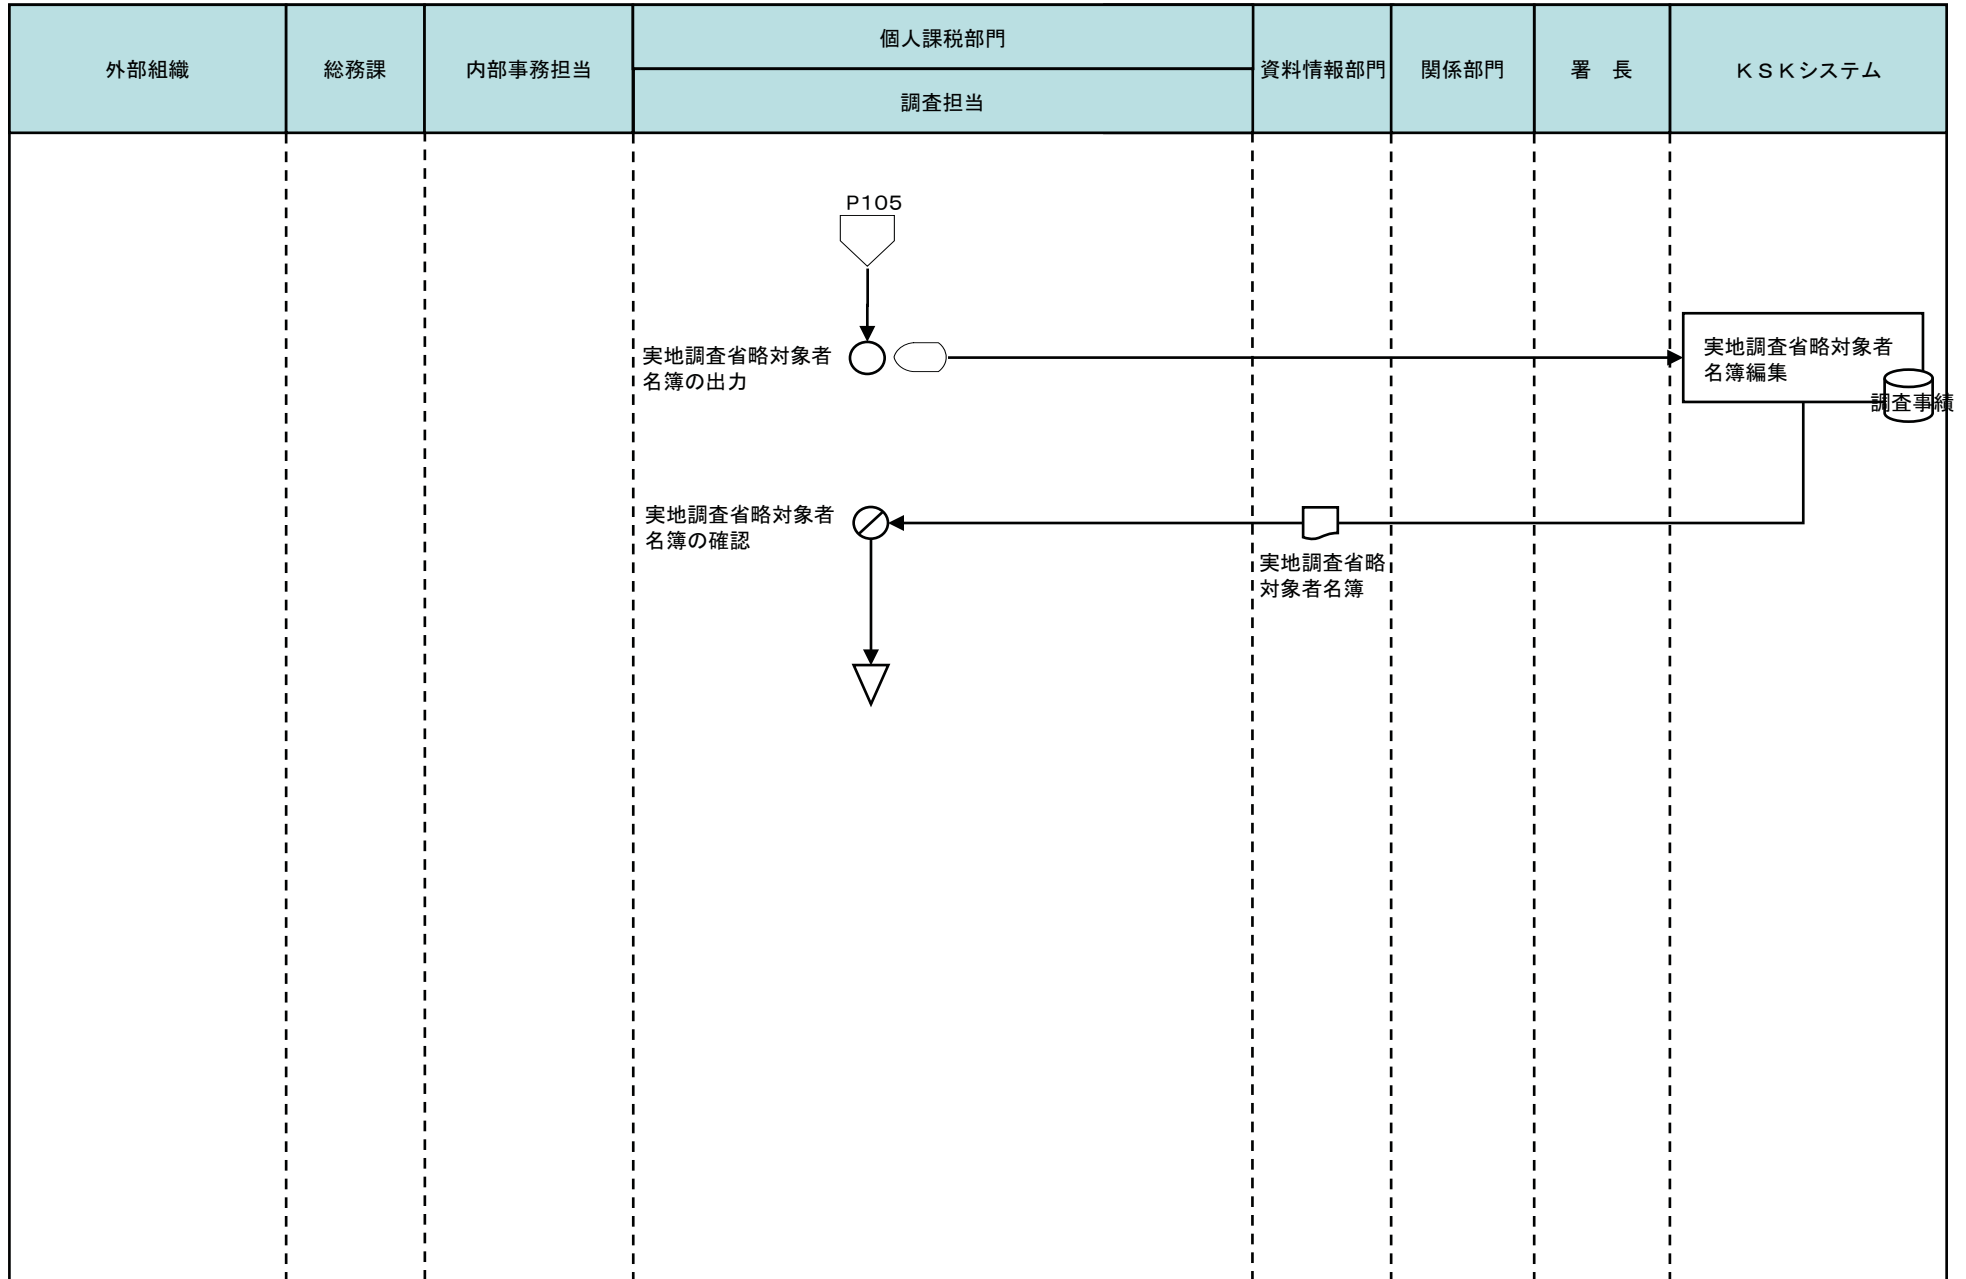 外部組織
総務課
内部事務担当
個人課税部門
調査担当
資料情報部門
関係部門
署　長
ＫＳＫシステム
P105
実地調査省略対象者
名簿の出力
実地調査省略対象者
名簿編集
調査事績
実地調査省略対象者
名簿の確認
実地調査省略
対象者名簿